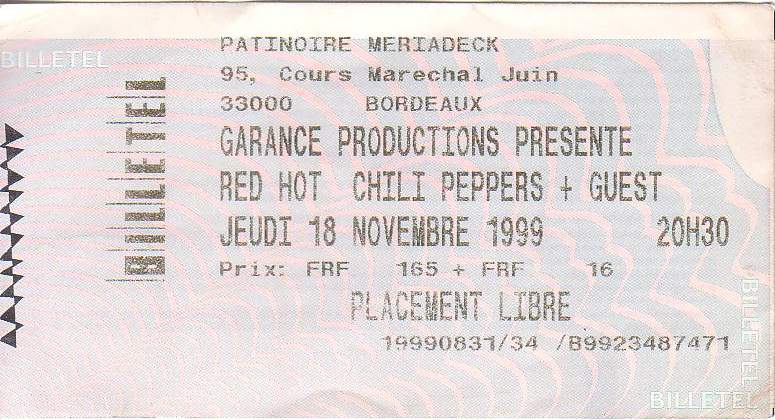 PATINOIRE MERIADECK
BILLETEL
95, Cours Marechal Juin
33000 BORDEAUX
BILLETEL
GARANCE PRODUCTIONS PRESENTE
RED HOT CHILI PEPPERS + GUEST
JEUDI 18 NOVEMBRE 1999 20H30
Prix: FRF 165 + FRF 16
PLACEMENT LIBRE
19990831/34 /B9923487471
BILLETEL
BILLETEL